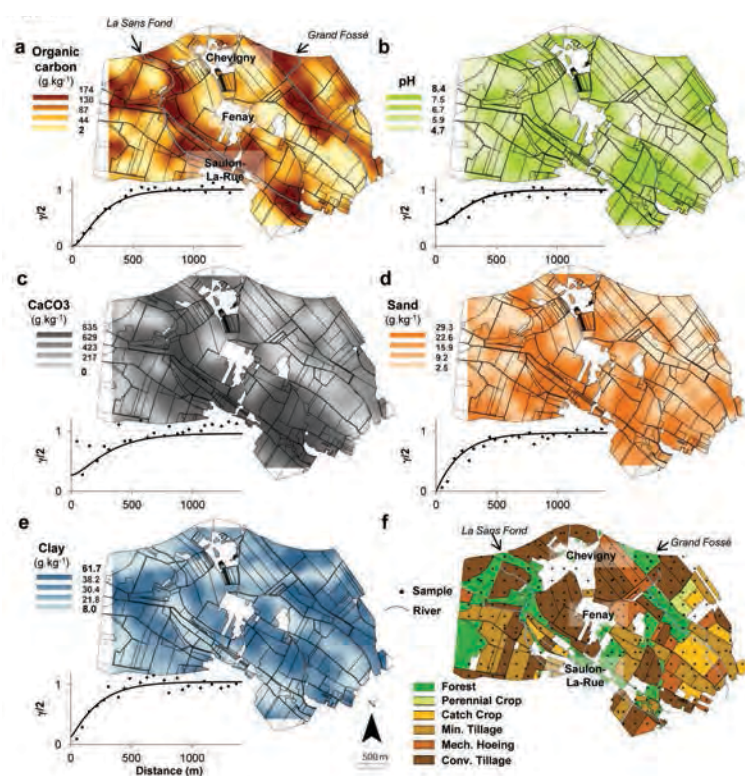 La Sans Fond
Grand Fossé
a
Organic
carbon
(g kg-1)
174
130
87
44
2
Chevigny
Fenay
Saulon-
La-Rue
γ/2
1
0
0
500
1000
b
pH
8.4
7.5
6.7
5.9
4.7
γ/2
1
0
0
500
1000
c
CaCO3
(g kg-1)
835
629
423
217
0
γ/2
1
0
0
500
1000
d
Sand
(g kg-1)
29.3
22.6
15.9
9.2
2.5
γ/2
1
0
0
500
1000
e
Clay
(g kg-1)
61.7
38.2
30.4
21.8
8.0
γ/2
1
0
0
500
1000
Distance (m)
N
500 m
f
La Sans Fond
Grand Fossé
Chevigny
Fenay
Saulon-
La-Rue
Sample
River
Forest
Perennial Crop
Catch Crop
Min. Tillage
Mech. Hoeing
Conv. Tillage